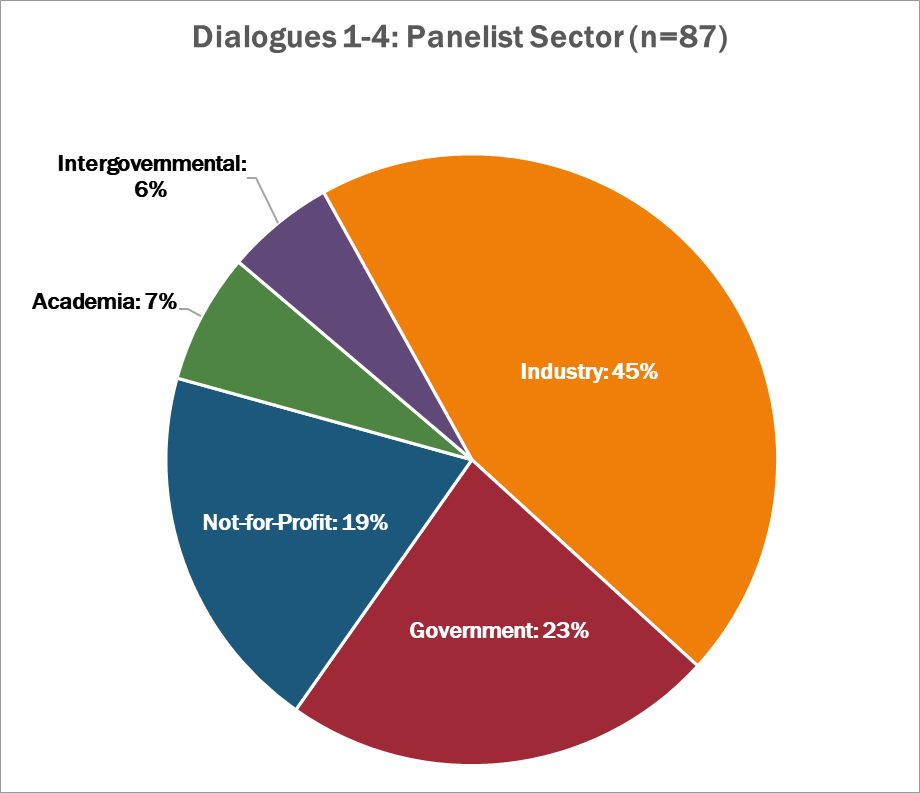 Dialogues 1-4: Panelist Sector (n=87)
Intergovernmental:
6%
Academia: 7%
Industry: 45%
Not-for-Profit: 19%
Government: 23%